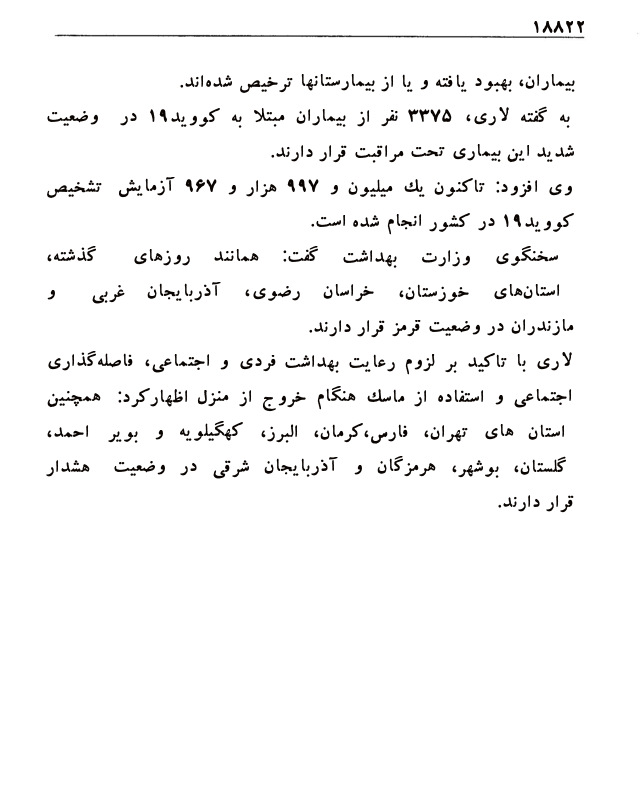 ۱۸۸۲۲
بیماران، بهبود یافته و یا از بیمارستانها ترخیص شده‌اند.
به گفته لاری، ۳۳۷۵ نفر از بیماران مبتلا به کووید۱۹ در وضعیت
شدید این بیماری تحت مراقبت قرار دارند.
وی افزود: تاکنون یك میلیون و ۹۹۷ هزار و ۹۶۷ آزمایش تشخیص
کووید۱۹ در کشور انجام شده است.
سخنگوی وزارت بهداشت گفت: همانند روزهای گذشته،
استان‌های خوزستان، خراسان رضوی، آذربایجان غربی و
مازندران در وضعیت قرمز قرار دارند.
لاری با تاکید بر لزوم رعایت بهداشت فردی و اجتماعی، فاصله‌گذاری
اجتماعی و استفاده از ماسك هنگام خروج از منزل اظهارکرد: همچنین
استان های تهران، فارس،کرمان، البرز، کهگیلویه و بویر احمد،
گلستان، بوشهر، هرمزگان و آذربایجان شرقی در وضعیت هشدار
قرار دارند.